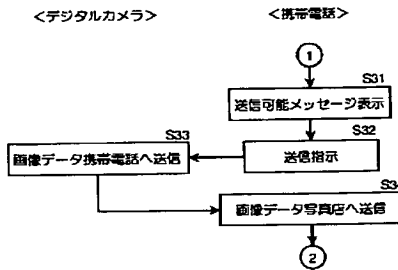 ＜デジタルカメラ＞ ＜携帯電話＞
1
S31
送信可能メッセージ表示
S32
送信指示
S33
画像データ携帯電話へ送信
S34
画像データ写真店へ送信
2